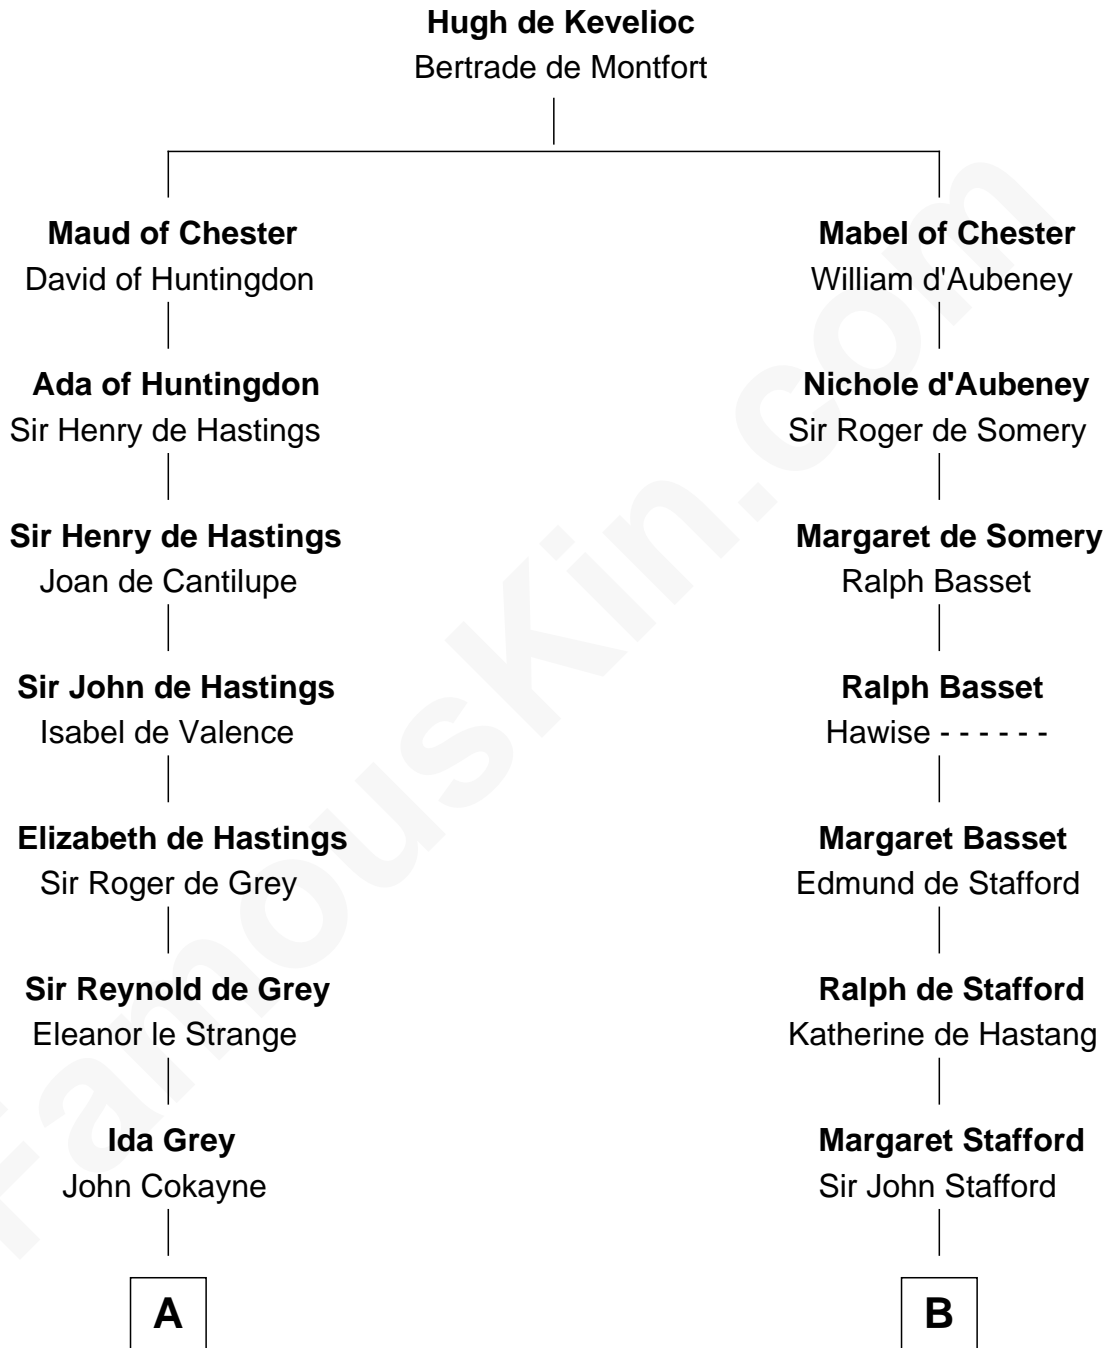 Hugh de Kevelioc
Bertrade de Montfort
Maud of Chester
David of Huntingdon
Mabel of Chester
William d'Aubeney
Ada of Huntingdon
Sir Henry de Hastings
Nichole d'Aubeney
Sir Roger de Somery
Sir Henry de Hastings
Joan de Cantilupe
Margaret de Somery
Ralph Basset
Sir John de Hastings
Isabel de Valence
Ralph Basset
Hawise - - - - - -
Elizabeth de Hastings
Sir Roger de Grey
Margaret Basset
Edmund de Stafford
Sir Reynold de Grey
Eleanor le Strange
Ralph de Stafford
Katherine de Hastang
Ida Grey
John Cokayne
Margaret Stafford
Sir John Stafford
A
B
FamousKin.com